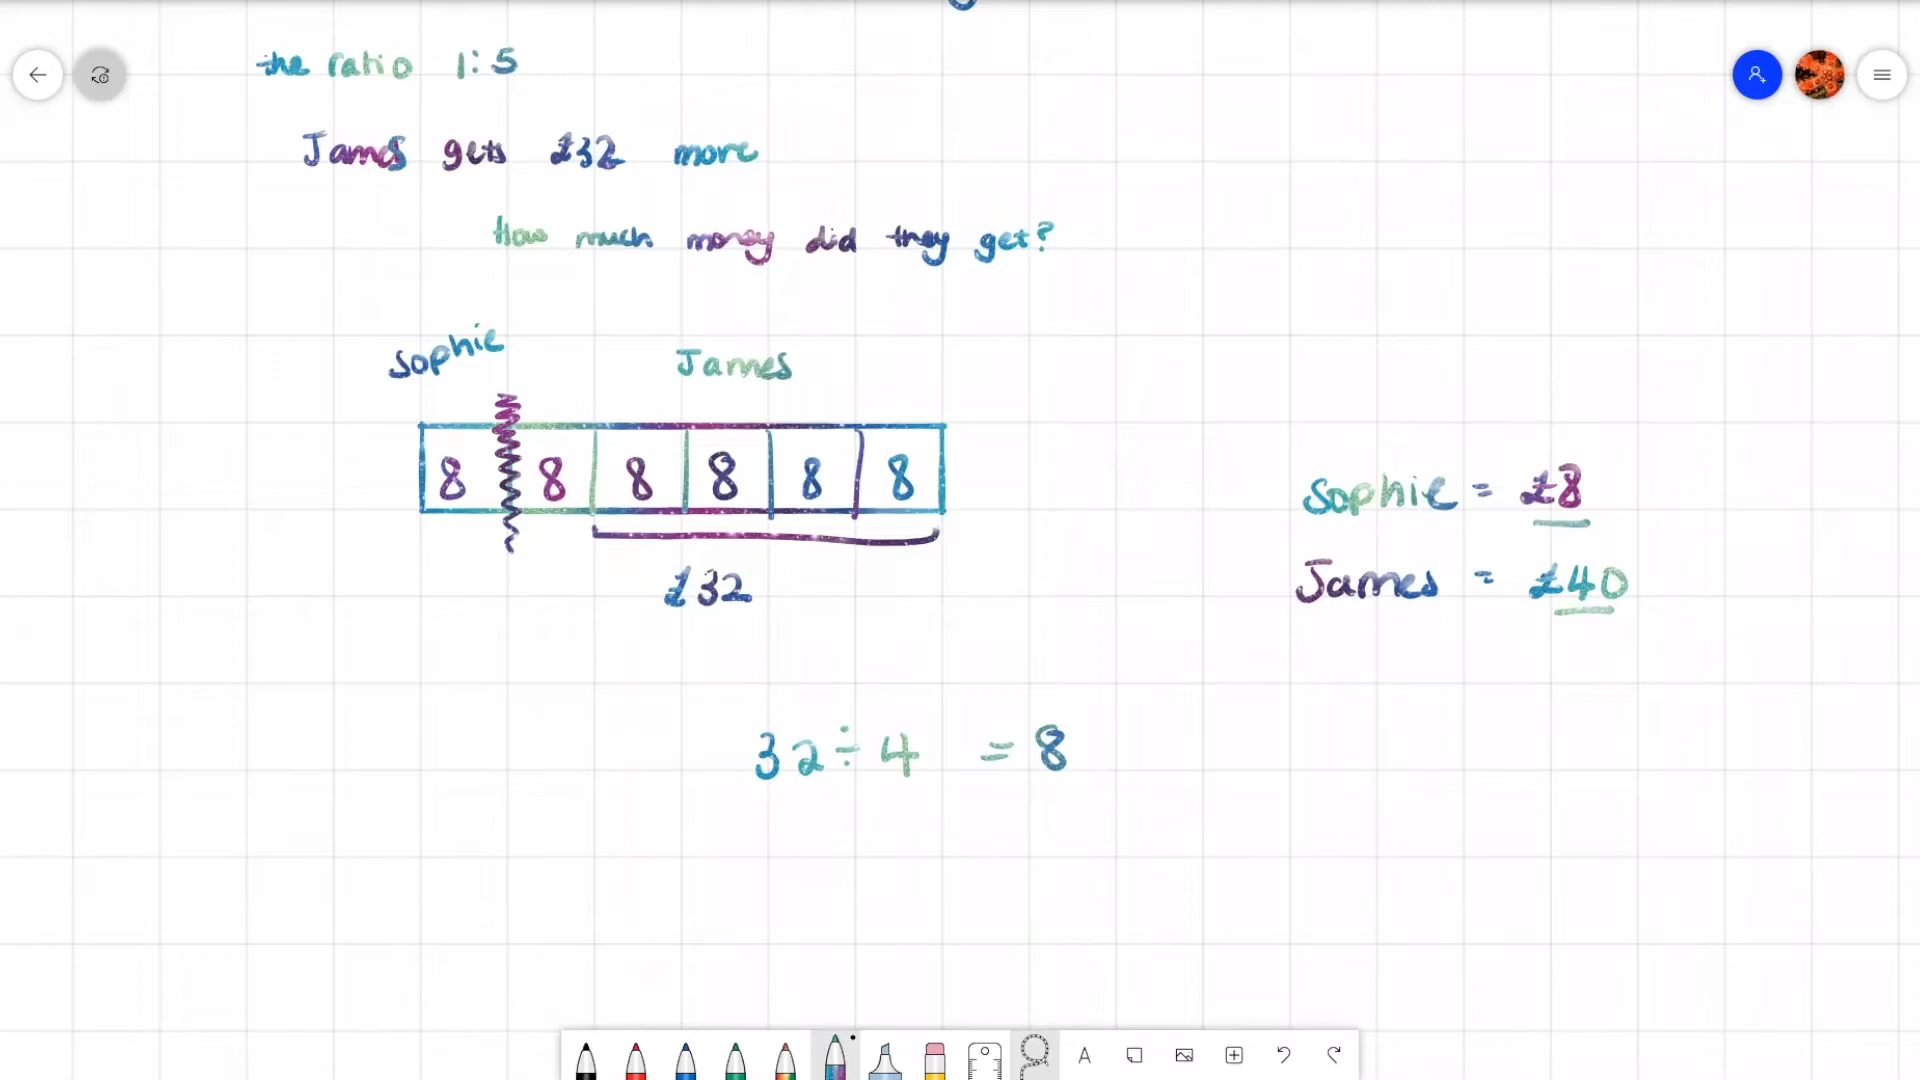 the ratio 1:5
James gets £32 more
How much money did they get?
Sophie James
8 8 8 8 8 8
£32
Sophie = £8
James = £40
32 ÷ 4 = 8
A